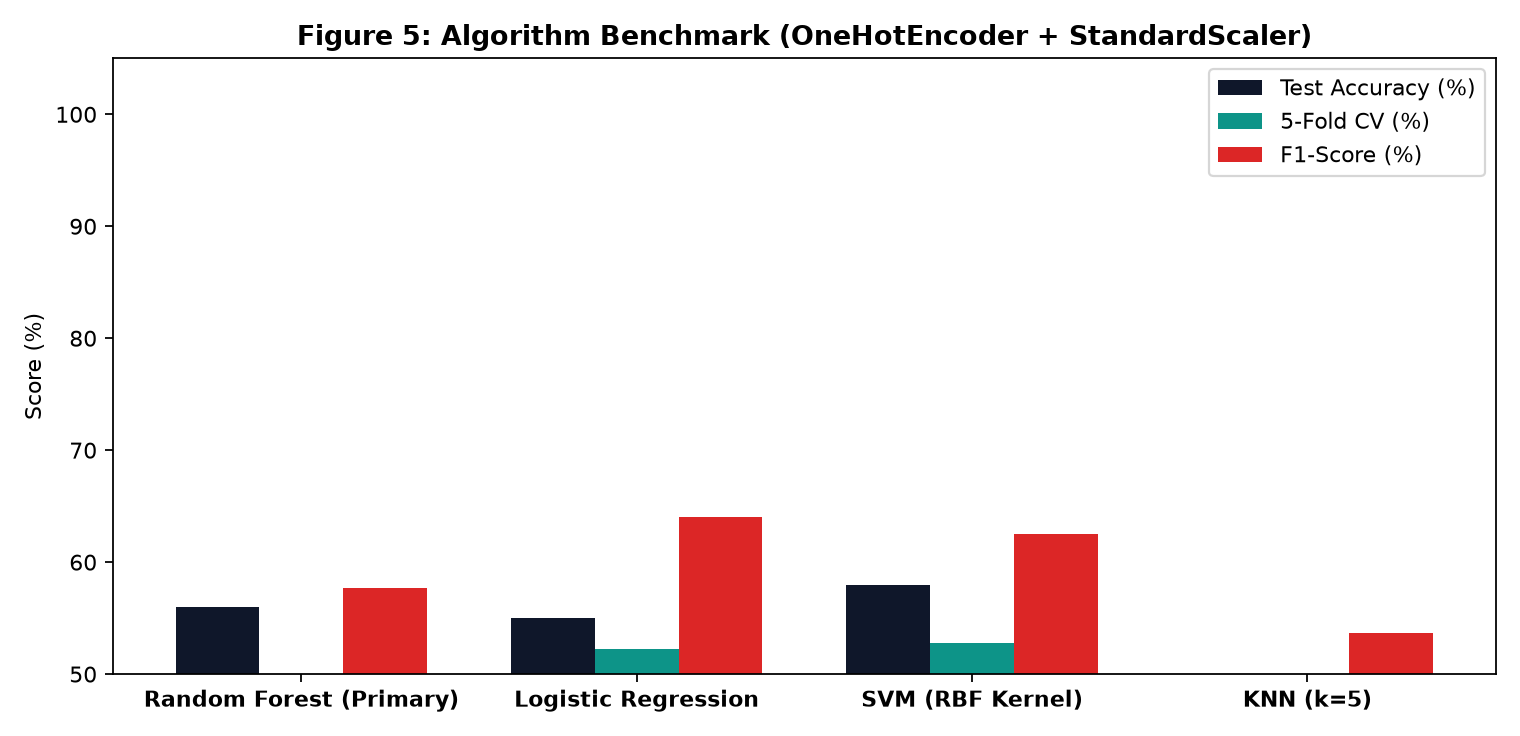 Figure 5: Algorithm Benchmark (OneHotEncoder + StandardScaler)
Test Accuracy (%)
5-Fold CV (%)
F1-Score (%)
Score (%)
100
90
80
70
60
50
Random Forest (Primary)
Logistic Regression
SVM (RBF Kernel)
KNN (k=5)